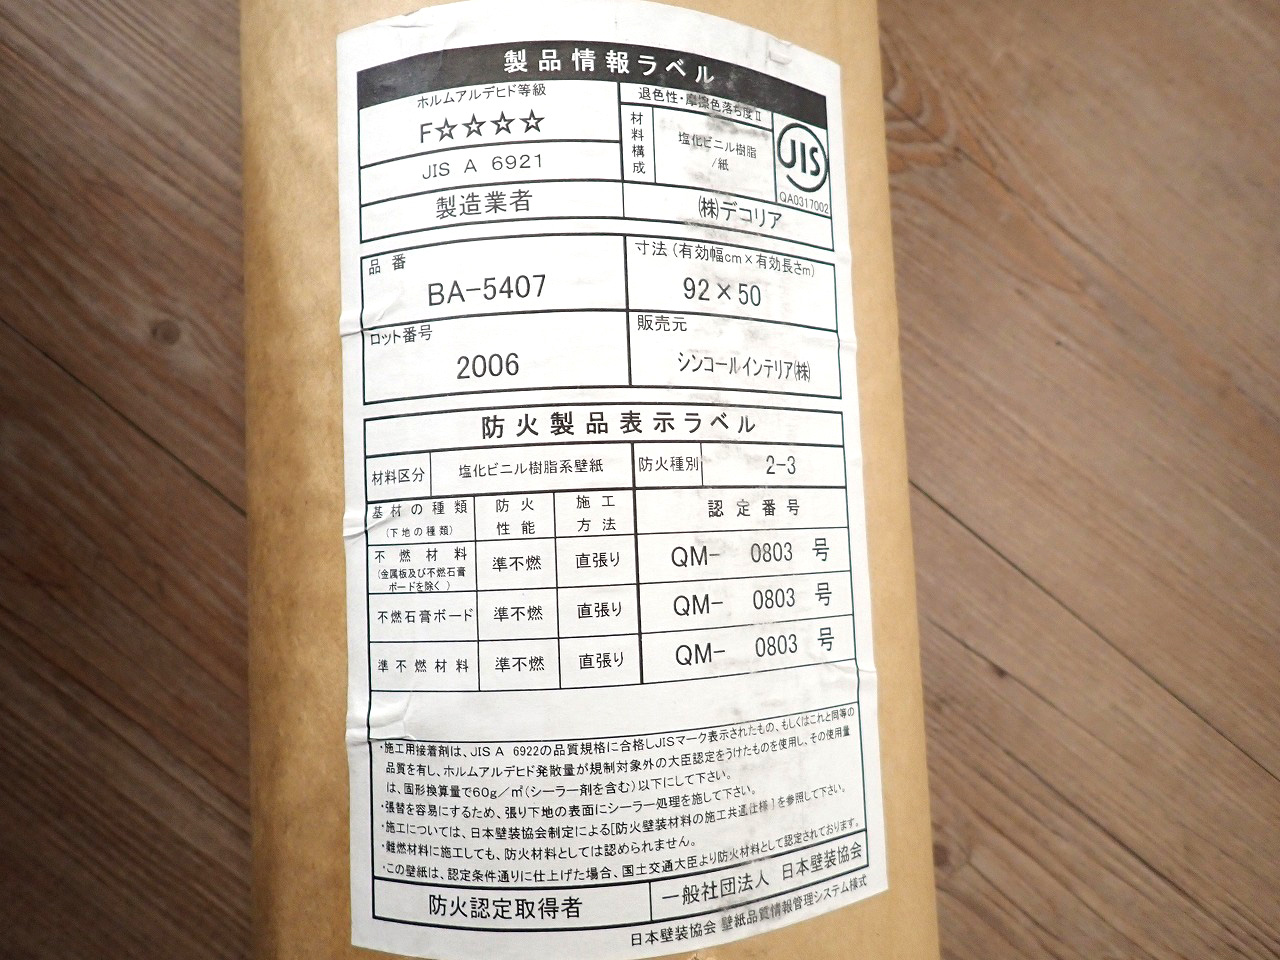 製品情報ラベル
ホルムアルデヒド等級
F☆☆☆☆
JIS A 6921
退色性・摩擦色落ち度Ⅱ
材料構成
塩化ビニル樹脂
/紙
JIS
QA0317002
製造業者
㈱デコリア
品番
BA-5407
寸法(有効幅cm×有効長さm)
92×50
ロット番号
2006
販売元
シンコールインテリア㈱
防火製品表示ラベル
材料区分
塩化ビニル樹脂系壁紙
防火種別
2-3
基材の種類
(下地の種類)
防火
性能
施工
方法
認定番号
不燃材料
(金属板及び不燃石膏
ボードを除く)
準不燃
直張り
QM- 0803 号
不燃石膏ボード
準不燃
直張り
QM- 0803 号
準不燃材料
準不燃
直張り
QM- 0803 号
・施工用接着剤は、JIS A 6922の品質規格に合格しJISマーク表示されたもの、もしくはこれと同等の
品質を有し、ホルムアルデヒド発散量が規制対象外の大臣認定をうけたものを使用し、その使用量
は、固形換算量で60g/㎡(シーラー剤を含む)以下にして下さい。
・張替を容易にするため、張り下地の表面にシーラー処理を施して下さい。
・施工については、日本壁装協会制定による[防火壁装材料の施工共通仕様]を参照して下さい。
・難燃材料に施工しても、防火材料としては認められません。
・この壁紙は、認定条件通りに仕上げた場合、国土交通大臣より防火材料として認定されております。
防火認定取得者
一般社団法人 日本壁装協会
日本壁装協会 壁紙品質情報管理システム様式